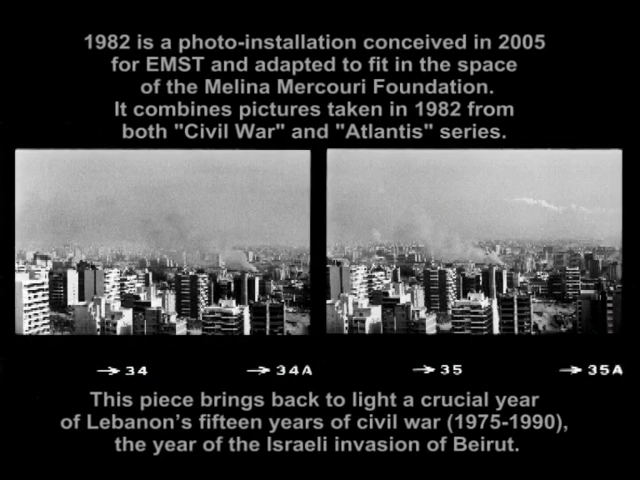 1982 is a photo-installation conceived in 2005
for EMST and adapted to fit in the space
of the Melina Mercouri Foundation.
It combines pictures taken in 1982 from
both "Civil War" and "Atlantis" series.
→ 34 → 34A → 35 → 35A
This piece brings back to light a crucial year
of Lebanon's fifteen years of civil war (1975-1990),
the year of the Israeli invasion of Beirut.